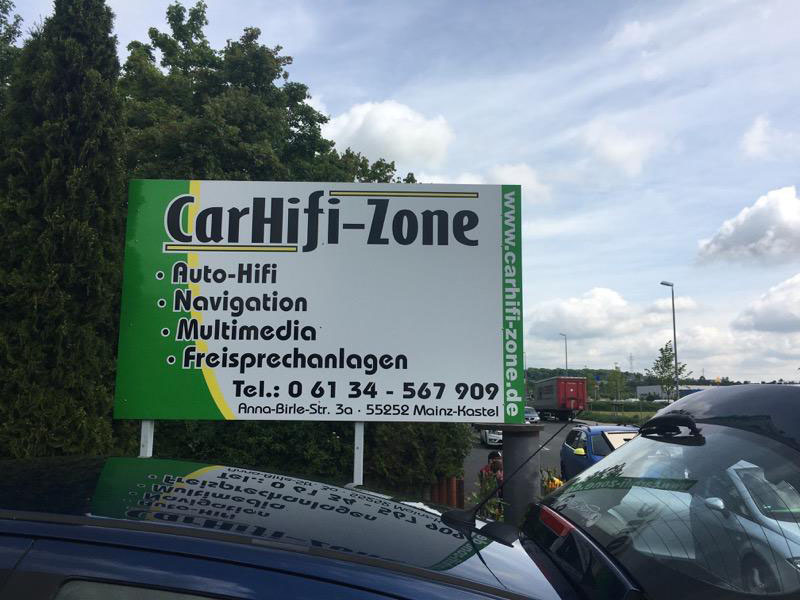 CarHifi-Zone
• Auto-Hifi
• Navigation
• Multimedia
• Freisprechanlagen
Tel.: 0 61 34 - 567 909
Anna-Birle-Str. 3a · 55252 Mainz-Kastel
www.carhifi-zone.de